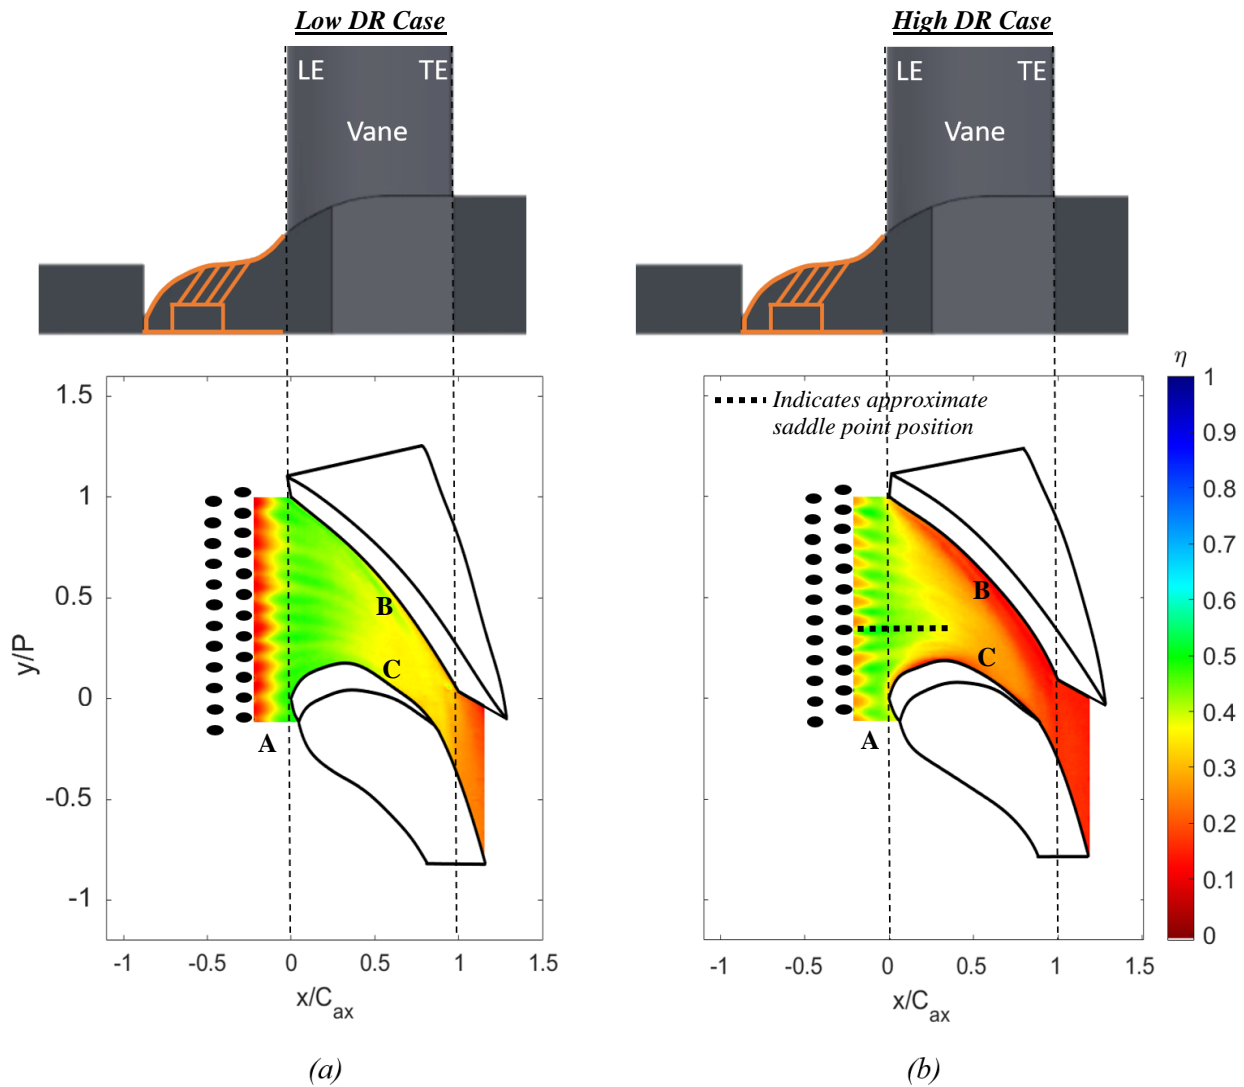 Low DR Case
High DR Case
LE
TE
Vane
LE
TE
Vane
η
Indicates approximate
saddle point position
1.5
1
0.5
0
-0.5
-1
y/P
A
B
C
-1
-0.5
0
0.5
1
1.5
x/Cax
A
B
C
-1
-0.5
0
0.5
1
1.5
x/Cax
1
0.9
0.8
0.7
0.6
0.5
0.4
0.3
0.2
0.1
0
(a)
(b)